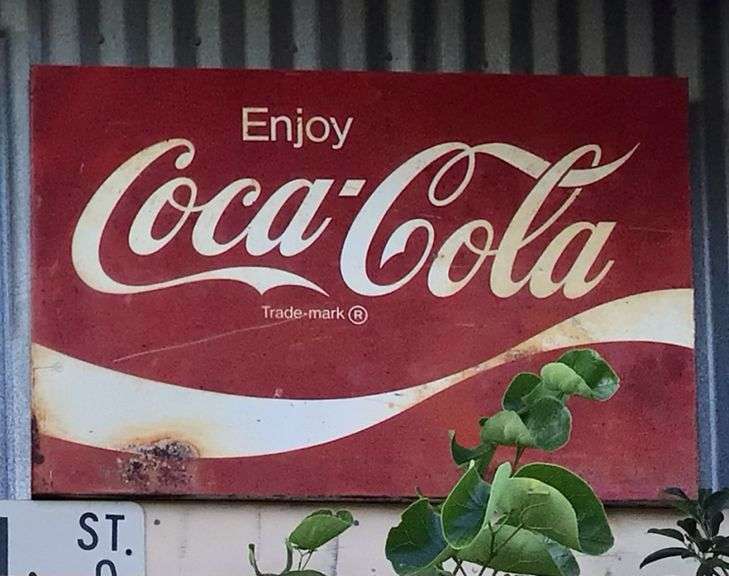 Enjoy
Coca-Cola
Trade-mark ®
ST.